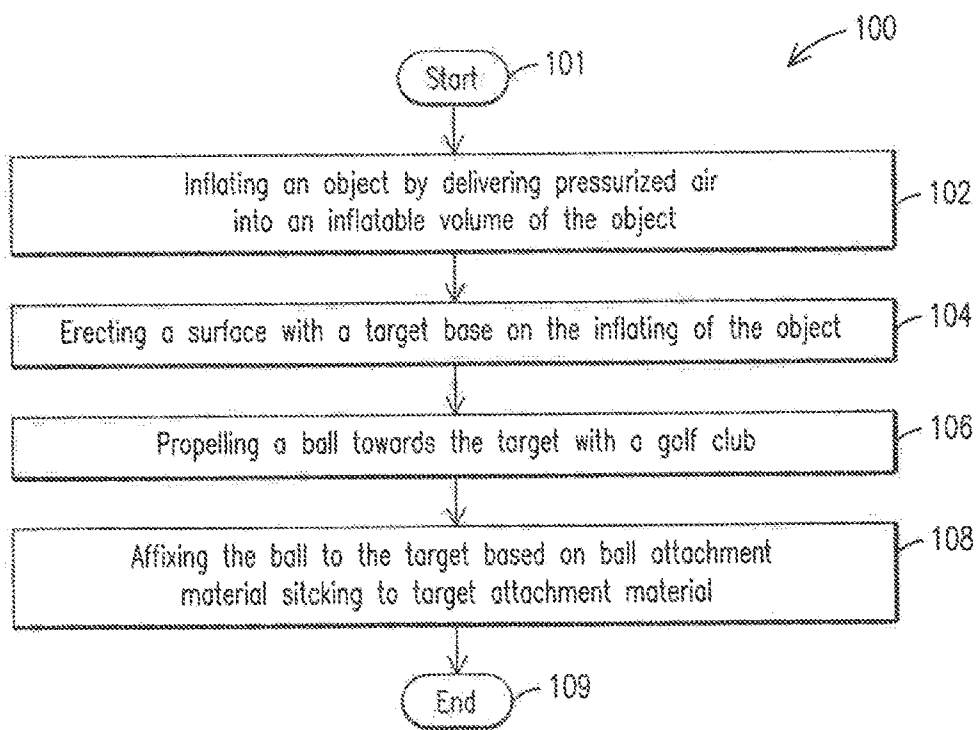 100
Start 101
Inflating an object by delivering pressurized air
into an inflatable volume of the object
102
Erecting a surface with a target base on the inflating of the object
104
Propelling a ball towards the target with a golf club
106
Affixing the ball to the target based on ball attachment
material sitcking to target attachment material
108
End 109